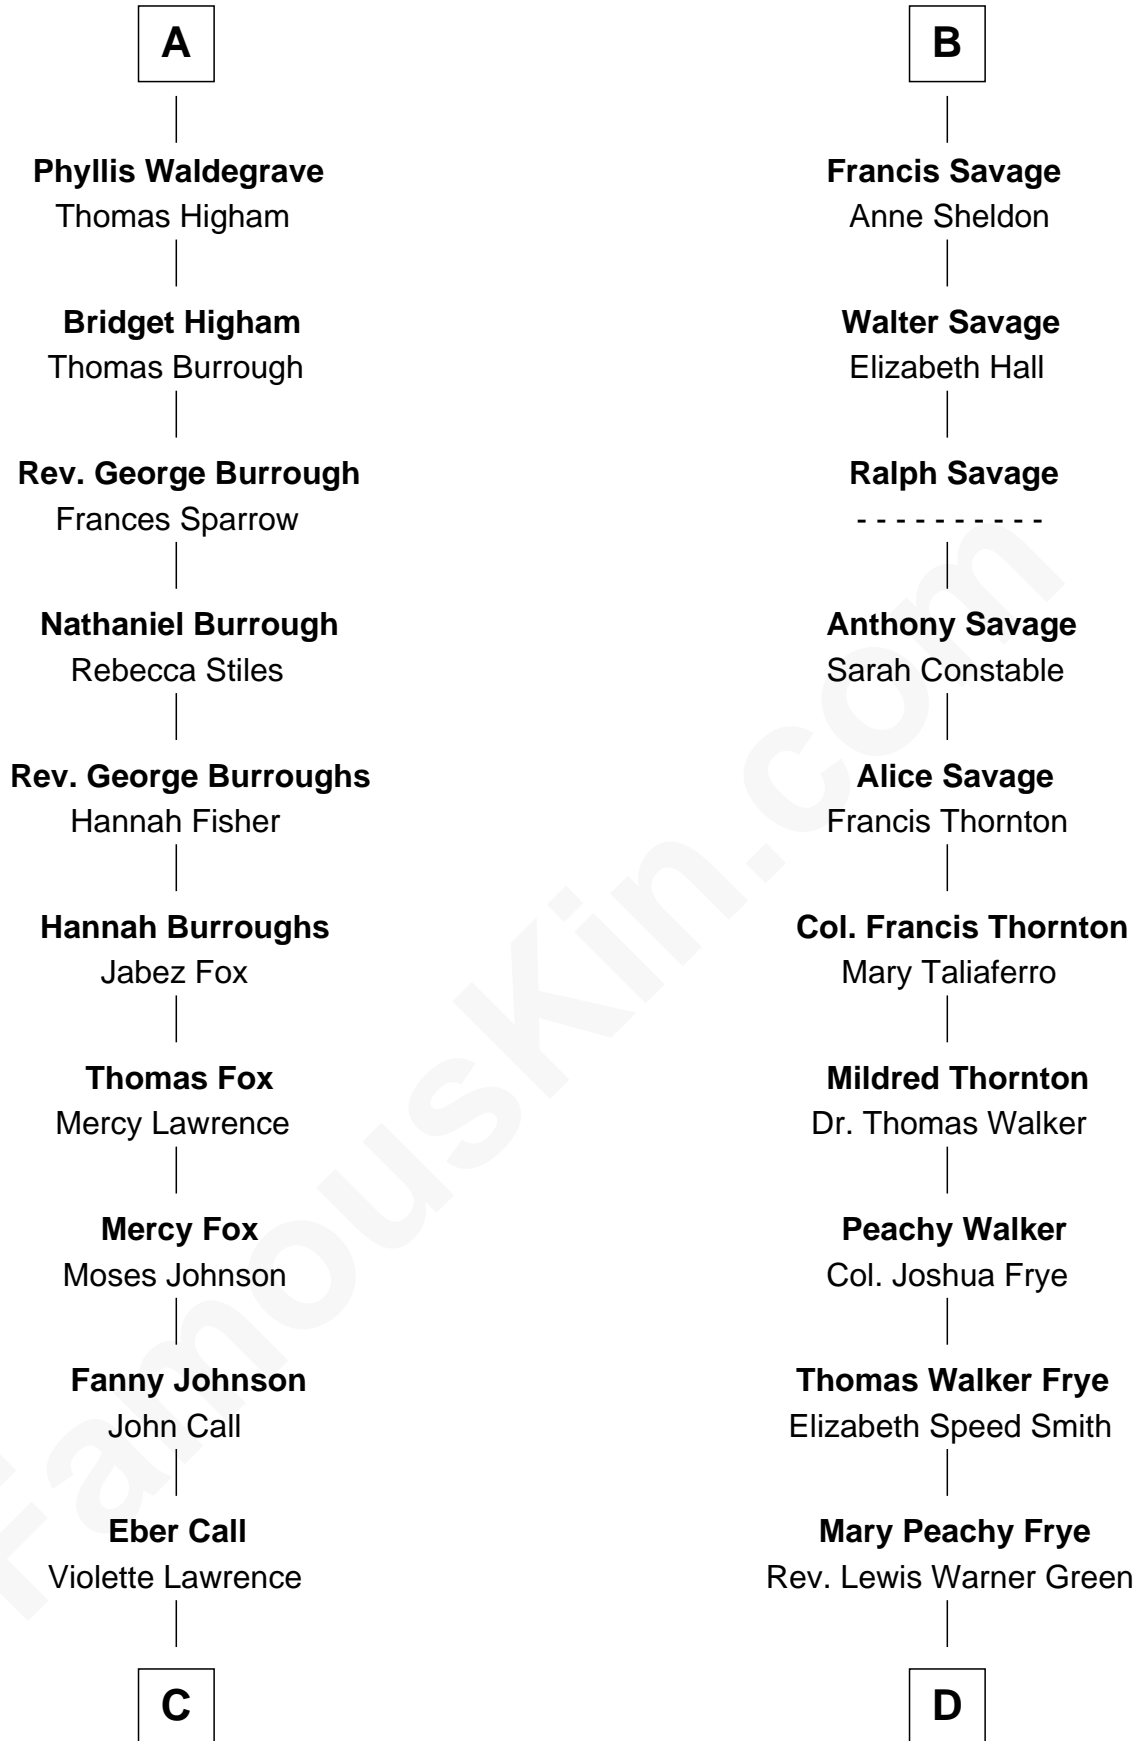 A
Phyllis Waldegrave
Thomas Higham
Bridget Higham
Thomas Burrough
Rev. George Burrough
Frances Sparrow
Nathaniel Burrough
Rebecca Stiles
Rev. George Burroughs
Hannah Fisher
Hannah Burroughs
Jabez Fox
Thomas Fox
Mercy Lawrence
Mercy Fox
Moses Johnson
Fanny Johnson
John Call
Eber Call
Violette Lawrence
C
B
Francis Savage
Anne Sheldon
Walter Savage
Elizabeth Hall
Ralph Savage
- - - - - - - - - -
Anthony Savage
Sarah Constable
Alice Savage
Francis Thornton
Col. Francis Thornton
Mary Taliaferro
Mildred Thornton
Dr. Thomas Walker
Peachy Walker
Col. Joshua Frye
Thomas Walker Frye
Elizabeth Speed Smith
Mary Peachy Frye
Rev. Lewis Warner Green
D
FamousKin.com